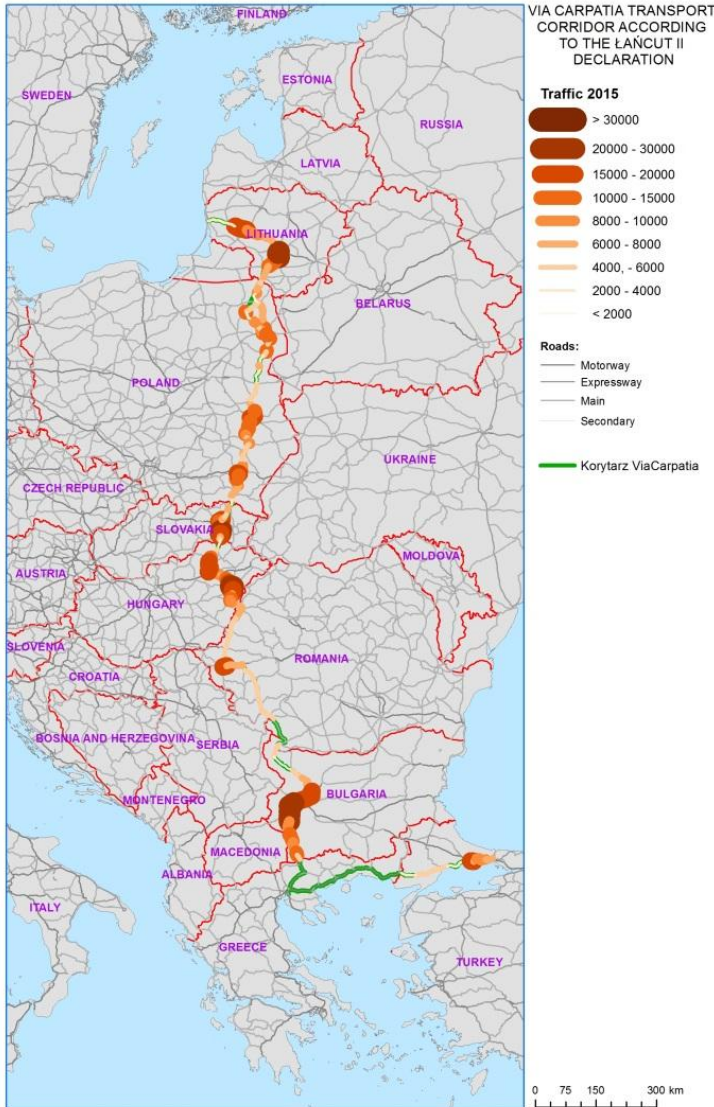 VIA CARPATIA TRANSPORT
CORRIDOR ACCORDING
TO THE ŁAŃCUT II
DECLARATION
Traffic 2015
> 30000
20000 - 30000
15000 - 20000
10000 - 15000
8000 - 10000
6000 - 8000
4000, - 6000
2000 - 4000
< 2000
Roads:
Motorway
Expressway
Main
Secondary
Korytarz ViaCarpatia
0 75 150 300 km
FINLAND
SWEDEN
ESTONIA
RUSSIA
LATVIA
LITHUANIA
BELARUS
POLAND
UKRAINE
CZECH REPUBLIC
SLOVAKIA
MOLDOVA
AUSTRIA
HUNGARY
SLOVENIA
ROMANIA
CROATIA
BOSNIA AND HERZEGOVINA
SERBIA
MONTENEGRO
BULGARIA
MACEDONIA
ALBANIA
ITALY
GREECE
TURKEY